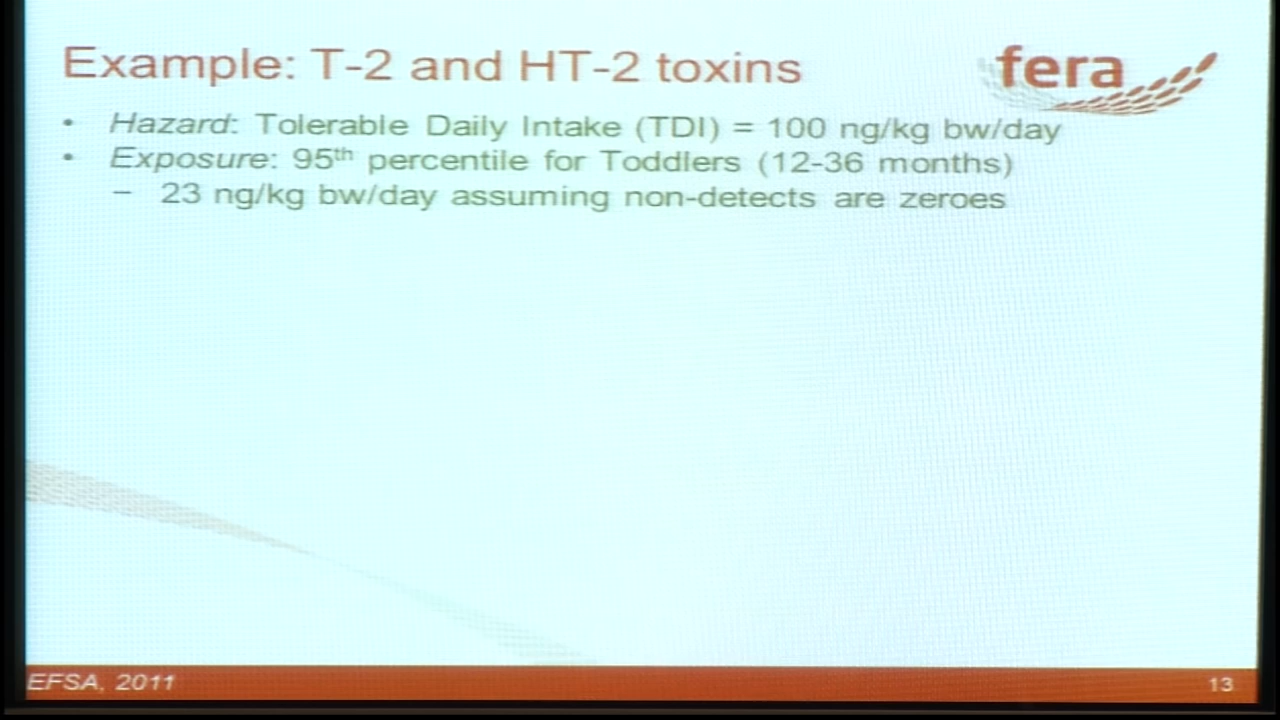 Example: T-2 and HT-2 toxins
fera
• Hazard: Tolerable Daily Intake (TDI) = 100 ng/kg bw/day
• Exposure: 95th percentile for Toddlers (12-36 months)
– 23 ng/kg bw/day assuming non-detects are zeroes
EFSA, 2011
13